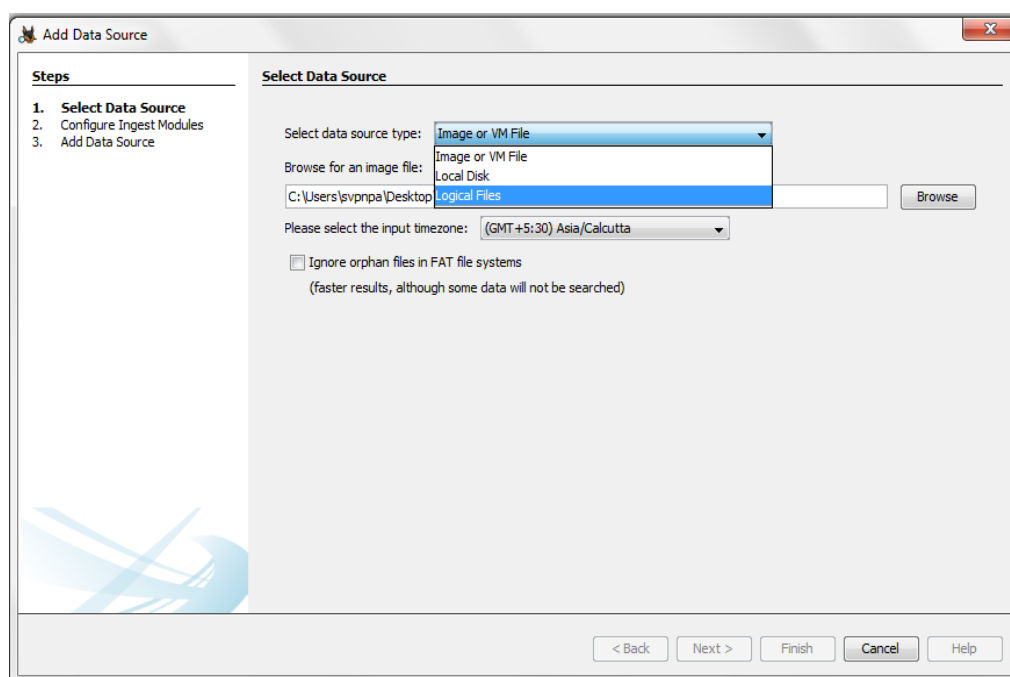 Add Data Source
Steps
1. Select Data Source
2. Configure Ingest Modules
3. Add Data Source
Select Data Source
Select data source type: Image or VM File
Image or VM File
Local Disk
Logical Files
Browse for an image file:
C:\Users\svpnpa\Desktop
Browse
Please select the input timezone: (GMT+5:30) Asia/Calcutta
Ignore orphan files in FAT file systems
(faster results, although some data will not be searched)
< Back Next > Finish Cancel Help